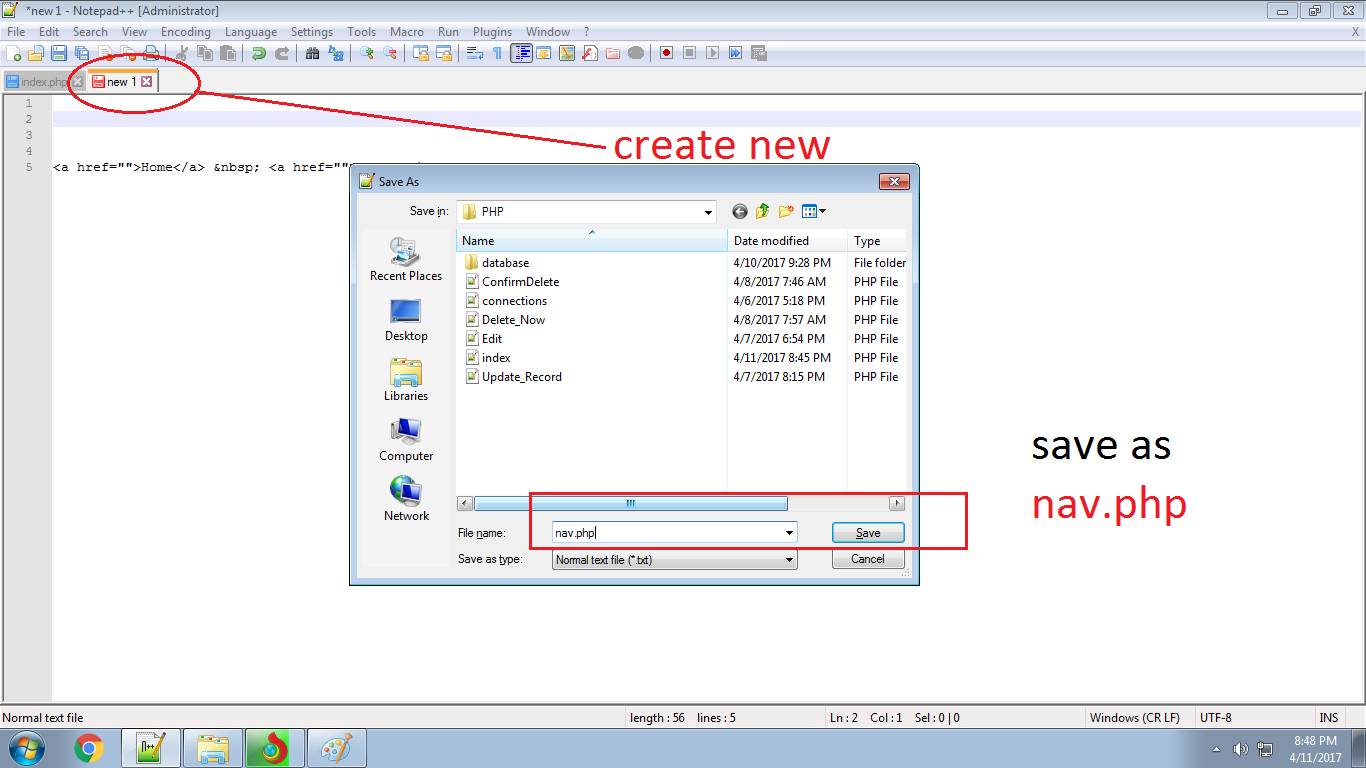 *new 1 - Notepad++ [Administrator]
File Edit Search View Encoding Language Settings Tools Macro Run Plugins Window ? X
index.php new 1
1
2
3
4
5 <a href="">Home</a> &nbsp; <a href=""
create new
Save As
Save in: PHP
Name Date modified Type
database 4/10/2017 9:28 PM File folder
ConfirmDelete 4/8/2017 7:46 AM PHP File
connections 4/6/2017 5:18 PM PHP File
Delete_Now 4/8/2017 7:57 AM PHP File
Edit 4/7/2017 6:54 PM PHP File
index 4/11/2017 8:45 PM PHP File
Update_Record 4/7/2017 8:15 PM PHP File
Recent Places
Desktop
Libraries
Computer
Network
File name: nav.php Save
Save as type: Normal text file (*.txt) Cancel
save as
nav.php
Normal text file length : 56 lines : 5 Ln : 2 Col : 1 Sel : 0 | 0 Windows (CR LF) UTF-8 INS
8:48 PM
4/11/2017